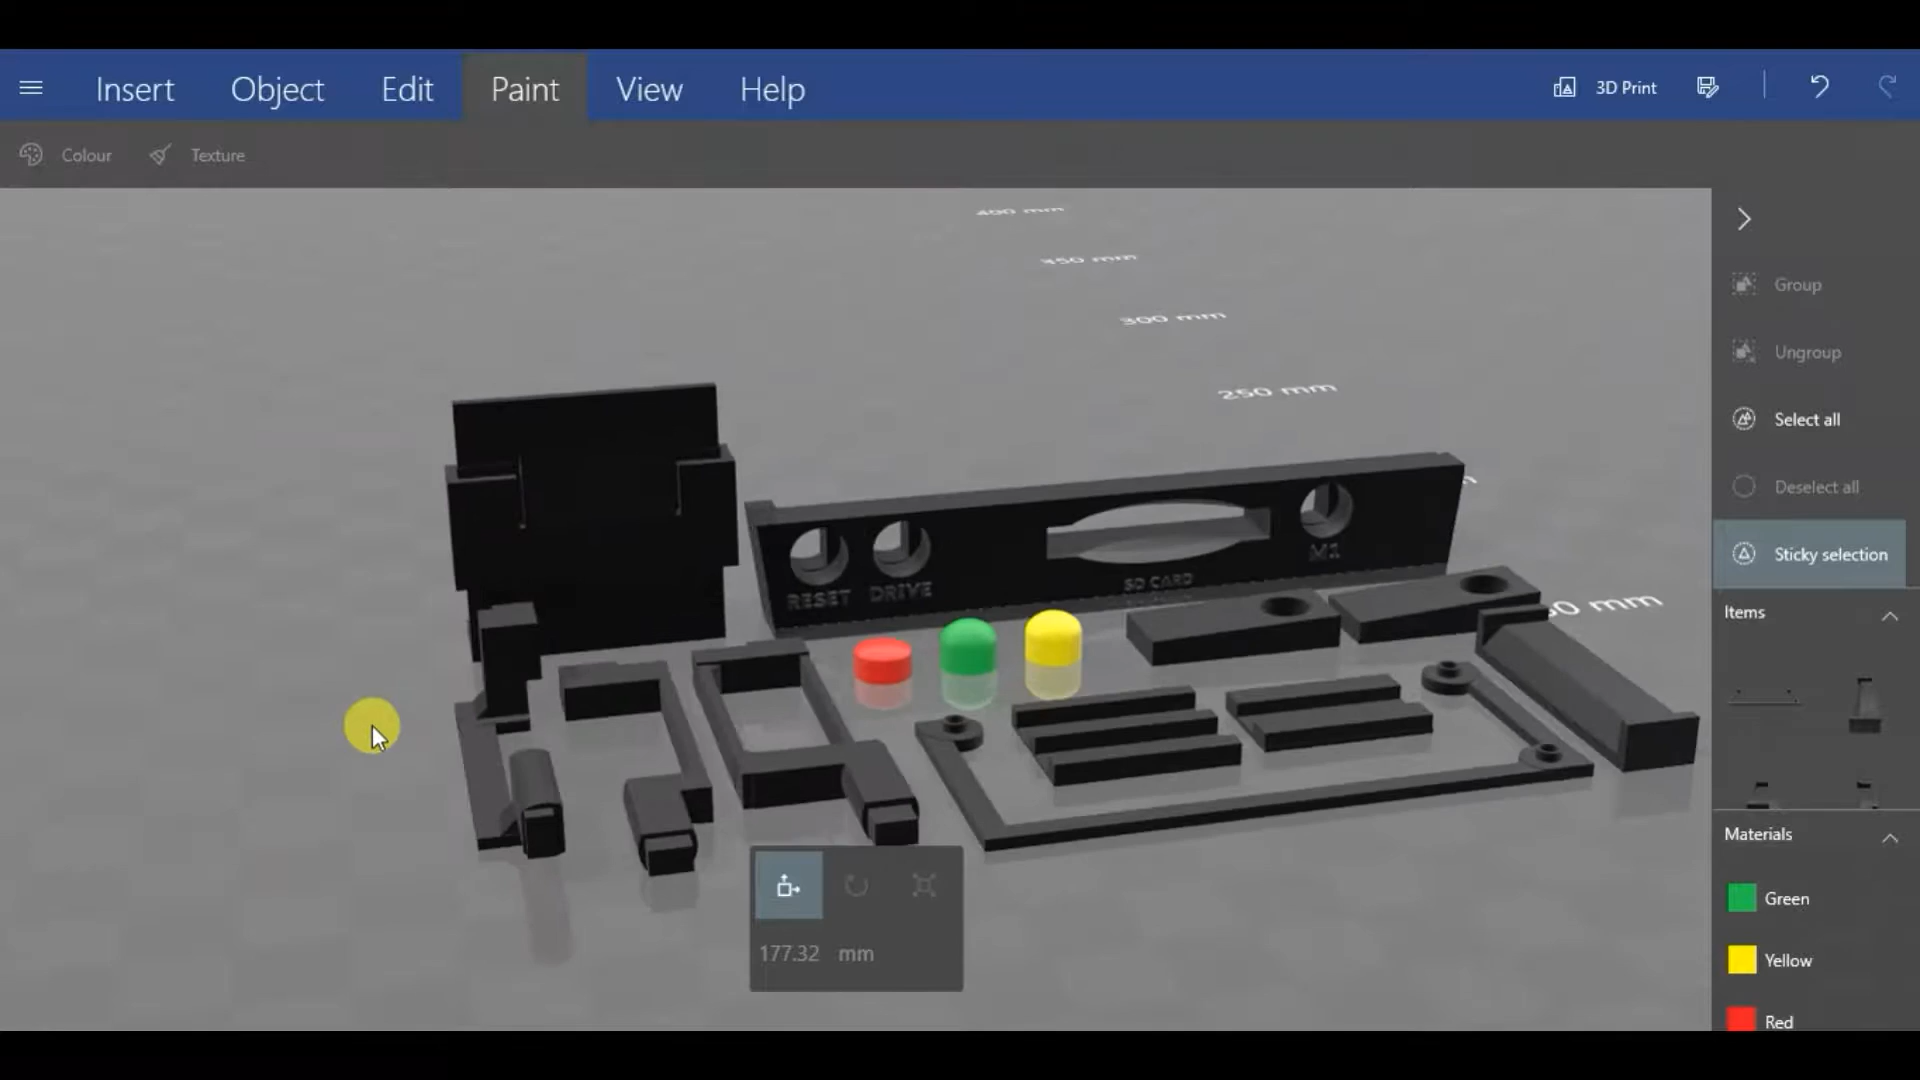 Insert Object Edit Paint View Help 3D Print
Colour Texture
400 mm
350 mm
300 mm
250 mm
Group
Ungroup
Select all
Deselect all
Sticky selection
RESET DRIVE SD CARD M1
Items
Materials
Green
Yellow
Red
177.32 mm